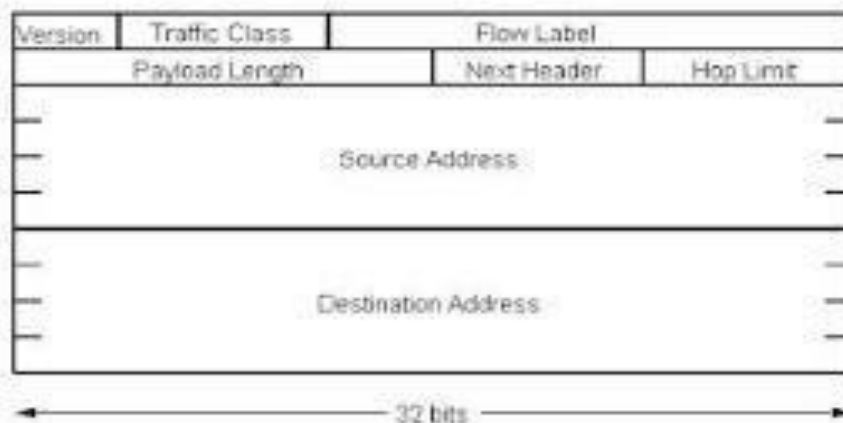 Version Traffic Class Flow Label
Payload Length Next Header Hop Limit
Source Address
Destination Address
32 bits